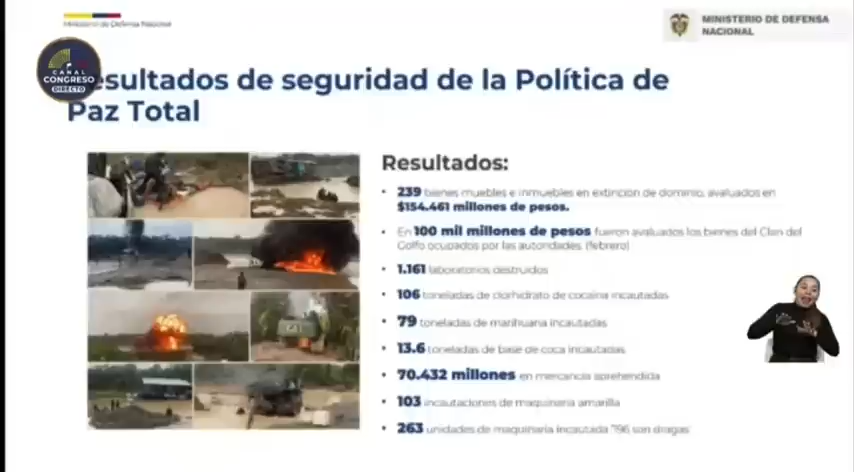 Ministerio de Defensa Nacional
MINISTERIO DE DEFENSA
NACIONAL
CANAL
CONGRESO
DIRECTO
esultados de seguridad de la Política de
Paz Total
Resultados:
• 239 bienes muebles e inmuebles en extinción de dominio, avaluados en
$154.461 millones de pesos.
• En 100 mil millones de pesos fueron avaluados los bienes del Clan del
Golfo ocupados por las autoridades. (febrero)
• 1.161 laboratorios destruidos
• 106 toneladas de clorhidrato de cocaína incautadas
• 79 toneladas de marihuana incautadas
• 13.6 toneladas de base de coca incautadas
• 70.432 millones en mercancía aprehendida
• 103 incautaciones de maquinaria amarilla
• 263 unidades de maquinaria incautada son dragas